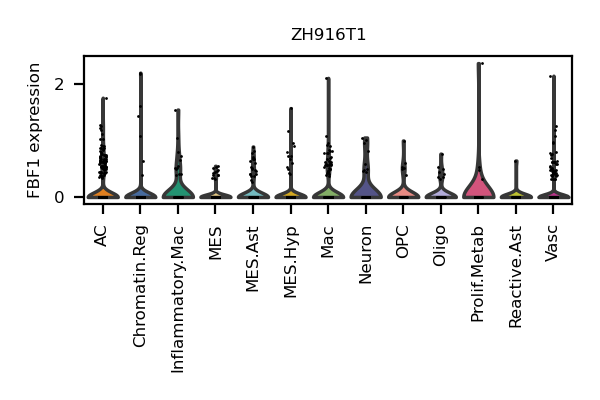 ZH916T1
FBF1 expression
2
0
AC
Chromatin.Reg
Inflammatory.Mac
MES
MES.Ast
MES.Hyp
Mac
Neuron
OPC
Oligo
Prolif.Metab
Reactive.Ast
Vasc